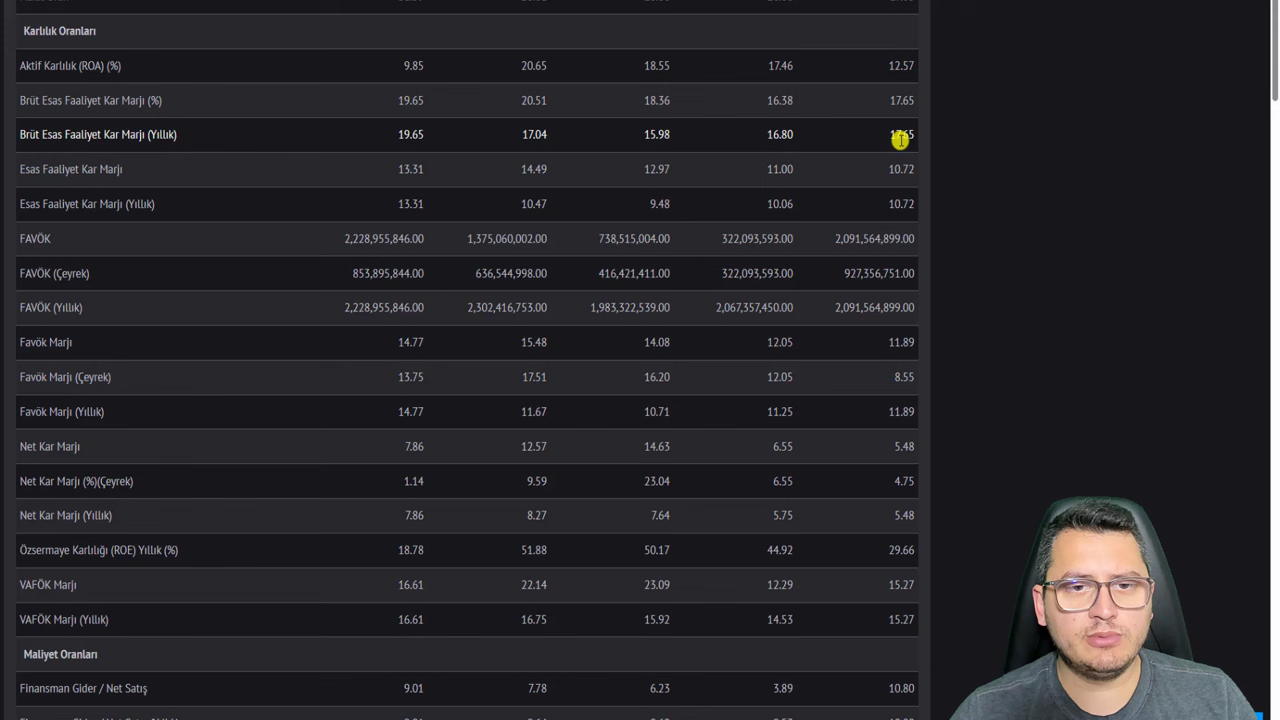 Karlılık Oranları
Aktif Karlılık (ROA) (%) 9.85 20.65 18.55 17.46 12.57
Brüt Esas Faaliyet Kar Marjı (%) 19.65 20.51 18.36 16.38 17.65
Brüt Esas Faaliyet Kar Marjı (Yıllık) 19.65 17.04 15.98 16.80 17.65
Esas Faaliyet Kar Marjı 13.31 14.49 12.97 11.00 10.72
Esas Faaliyet Kar Marjı (Yıllık) 13.31 10.47 9.48 10.06 10.72
FAVÖK 2,228,955,846.00 1,375,060,002.00 738,515,004.00 322,093,593.00 2,091,564,899.00
FAVÖK (Çeyrek) 853,895,844.00 636,544,998.00 416,421,411.00 322,093,593.00 927,356,751.00
FAVÖK (Yıllık) 2,228,955,846.00 2,302,416,753.00 1,983,322,539.00 2,067,357,450.00 2,091,564,899.00
Favök Marjı 14.77 15.48 14.08 12.05 11.89
Favök Marjı (Çeyrek) 13.75 17.51 16.20 12.05 8.55
Favök Marjı (Yıllık) 14.77 11.67 10.71 11.25 11.89
Net Kar Marjı 7.86 12.57 14.63 6.55 5.48
Net Kar Marjı (%)(Çeyrek) 1.14 9.59 23.04 6.55 4.75
Net Kar Marjı (Yıllık) 7.86 8.27 7.64 5.75 5.48
Özsermaye Karlılığı (ROE) Yıllık (%) 18.78 51.88 50.17 44.92 29.66
VAFÖK Marjı 16.61 22.14 23.09 12.29 15.27
VAFÖK Marjı (Yıllık) 16.61 16.75 15.92 14.53 15.27
Maliyet Oranları
Finansman Gider / Net Satış 9.01 7.78 6.23 3.89 10.80